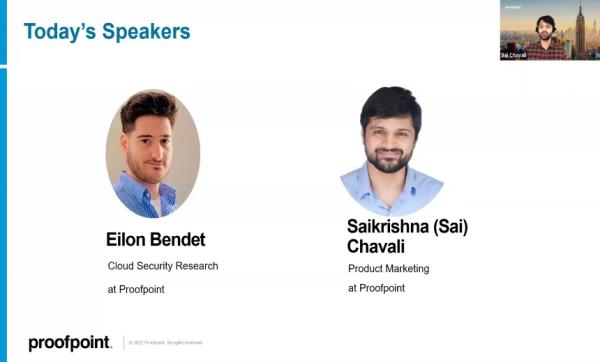 Today's Speakers
proofpoint
Sai Chavali
Eilon Bendet
Cloud Security Research
at Proofpoint
Saikrishna (Sai)
Chavali
Product Marketing
at Proofpoint
proofpoint.
© 2022 Proofpoint. All rights reserved